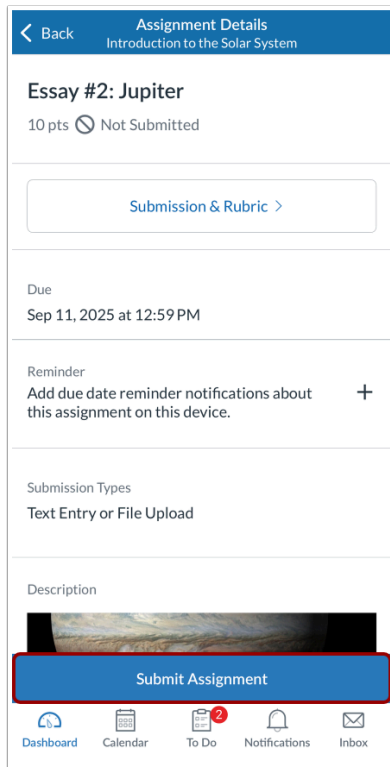 Back
Assignment Details
Introduction to the Solar System
Essay #2: Jupiter
10 pts Not Submitted
Submission & Rubric >
Due
Sep 11, 2025 at 12:59 PM
Reminder
Add due date reminder notifications about
this assignment on this device.
Submission Types
Text Entry or File Upload
Description
Submit Assignment
2
Dashboard
Calendar
To Do
Notifications
Inbox